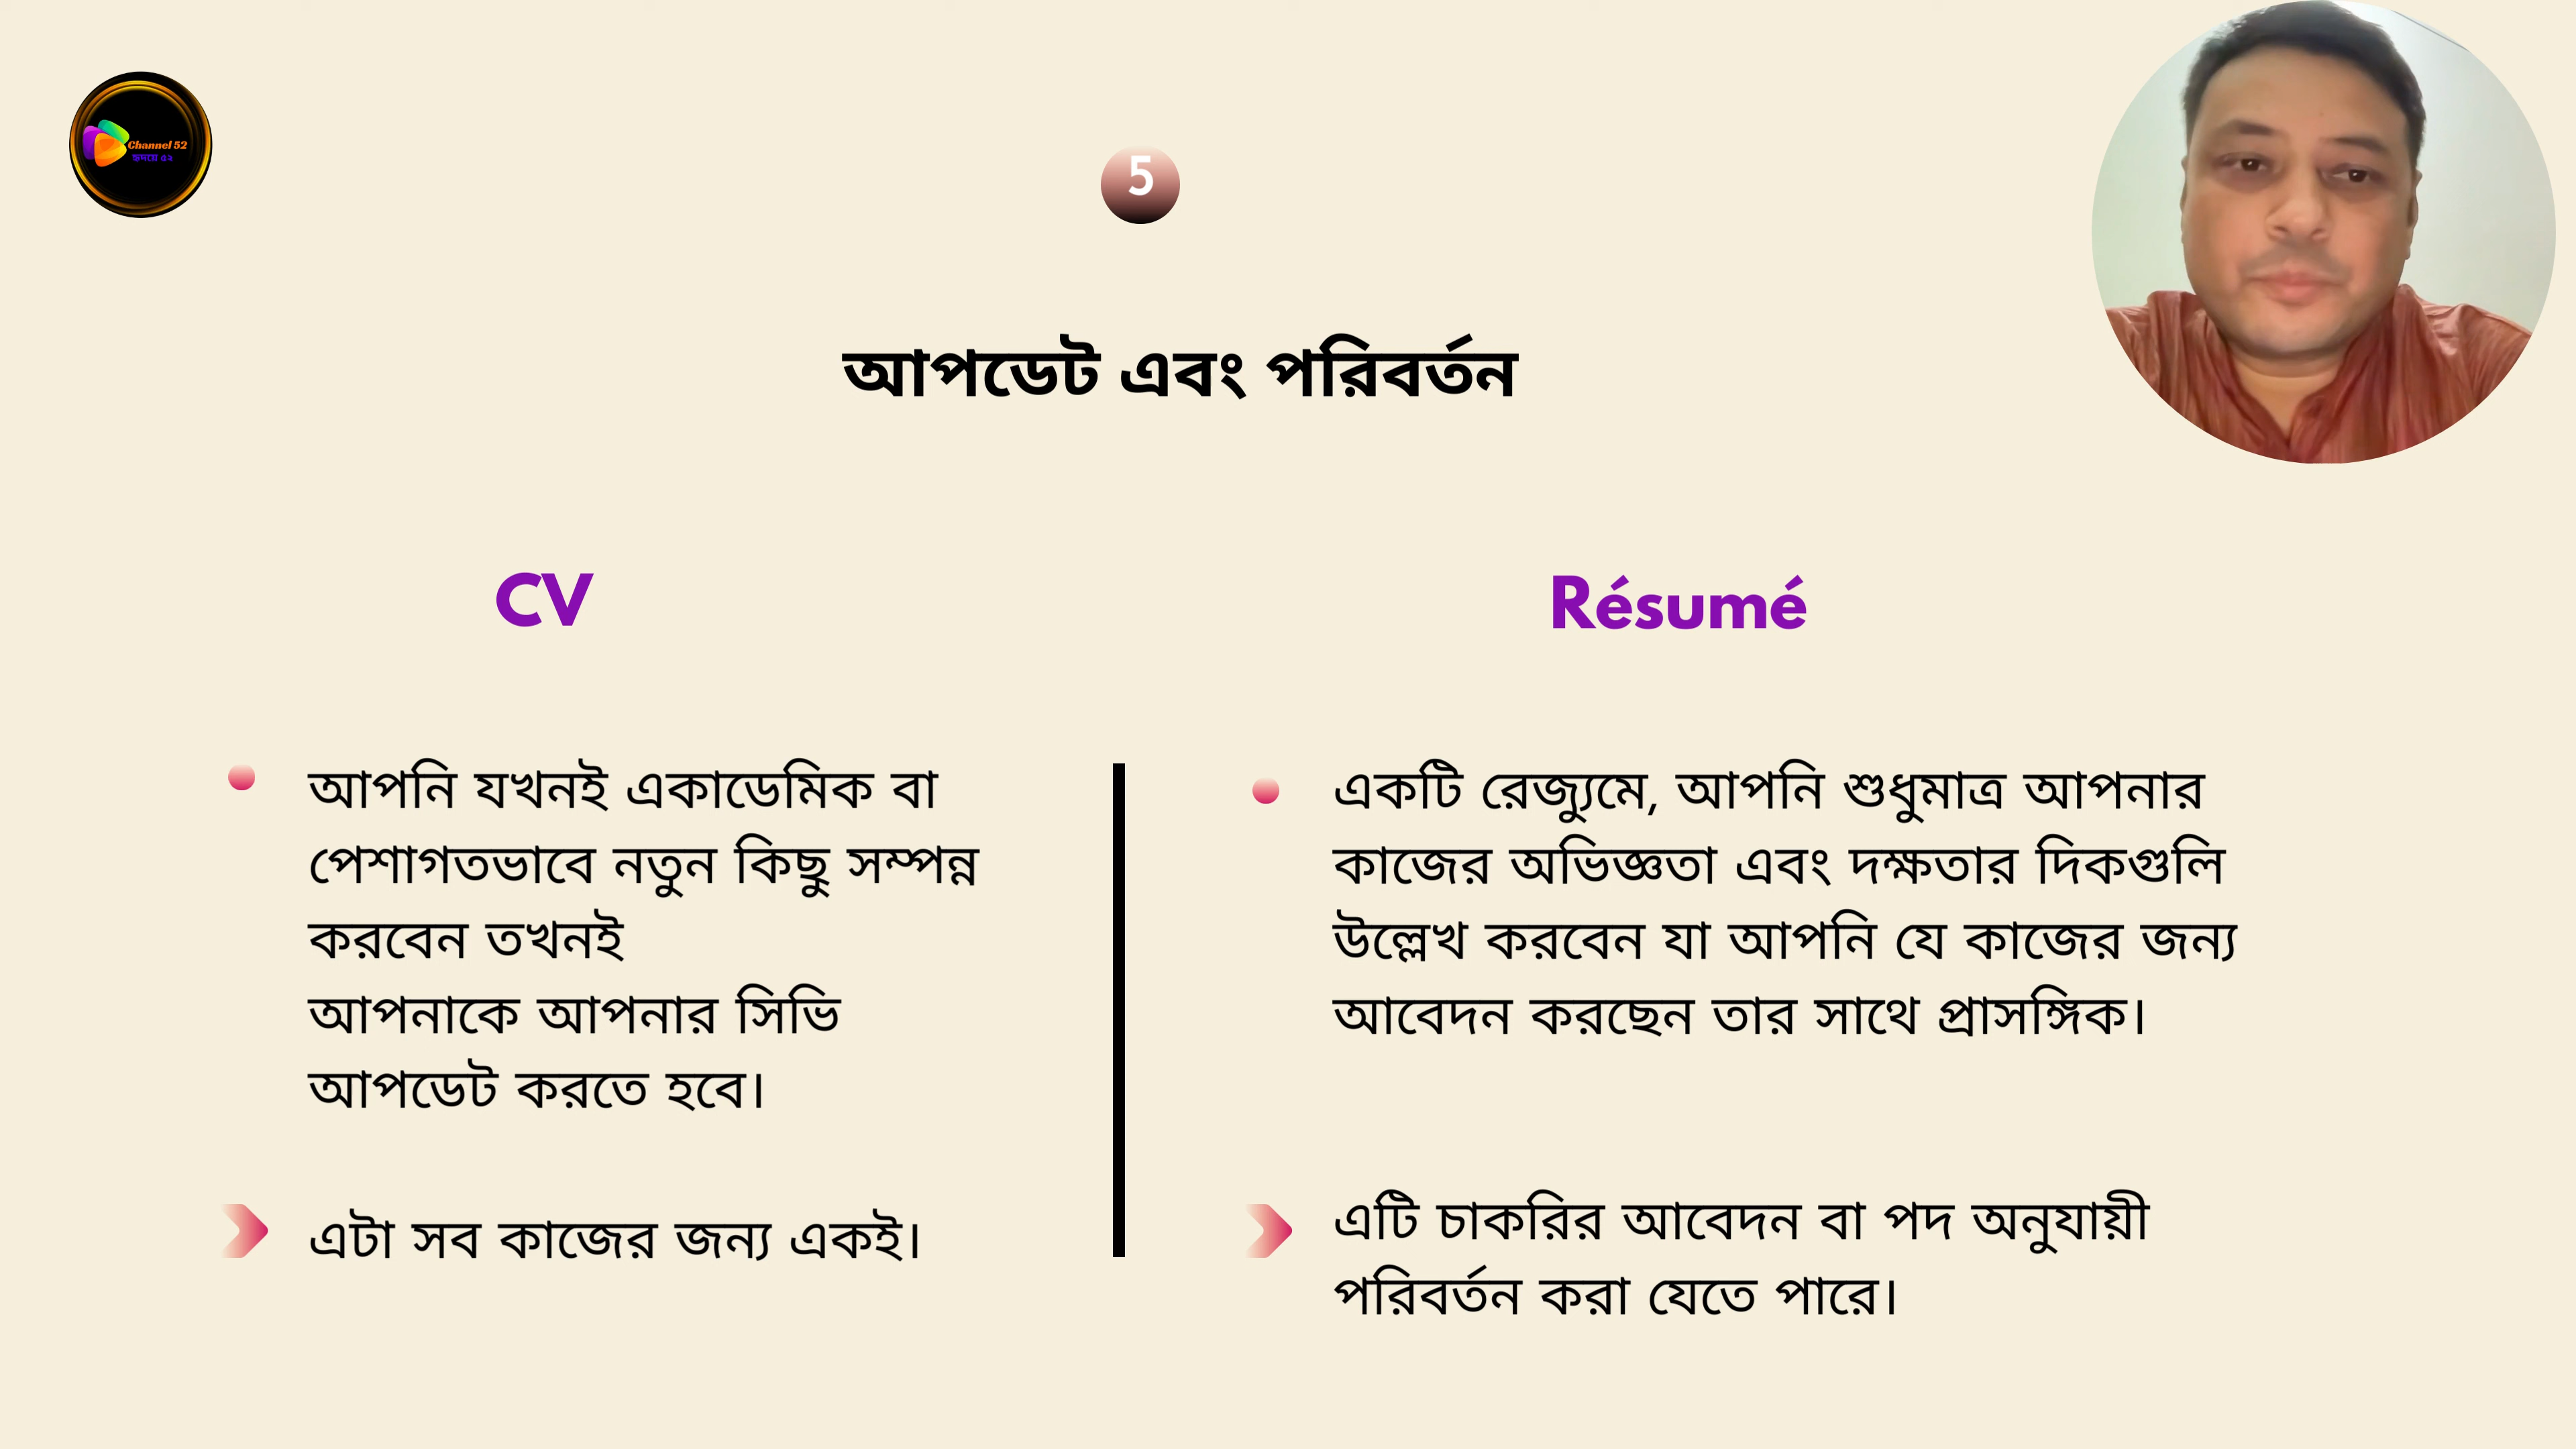 Channel 52
হৃদয়ে ৫২
5
আপডেট এবং পরিবর্তন
CV
আপনি যখনই একাডেমিক বা
পেশাগতভাবে নতুন কিছু সম্পন্ন
করবেন তখনই
আপনাকে আপনার সিভি
আপডেট করতে হবে।
এটা সব কাজের জন্য একই।
Résumé
একটি রেজ্যুমে, আপনি শুধুমাত্র আপনার
কাজের অভিজ্ঞতা এবং দক্ষতার দিকগুলি
উল্লেখ করবেন যা আপনি যে কাজের জন্য
আবেদন করছেন তার সাথে প্রাসঙ্গিক।
এটি চাকরির আবেদন বা পদ অনুযায়ী
পরিবর্তন করা যেতে পারে।